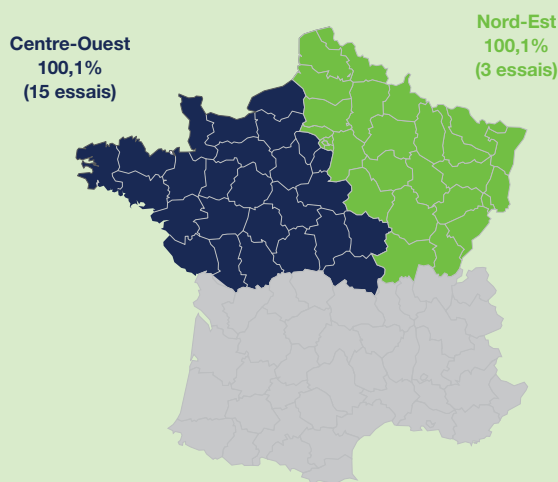 Centre-Ouest
100,1%
(15 essais)
Nord-Est
100,1%
(3 essais)